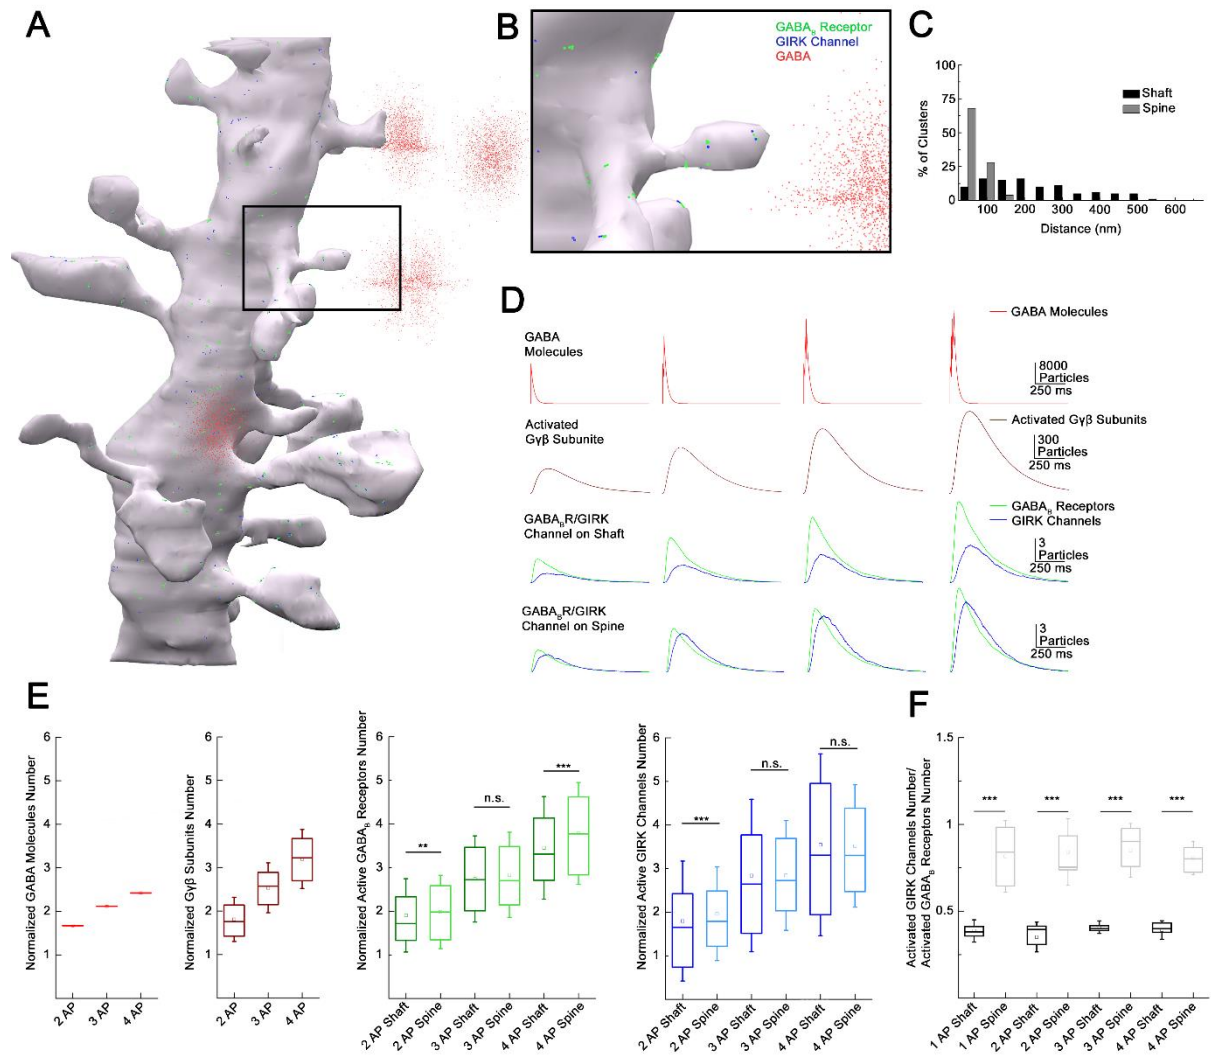 A
B
GABA_B Receptor
GIRK Channel
GABA
C
100
75
50
25
0
% of Clusters
Shaft
Spine
100 200 300 400 500 600
Distance (nm)
D
GABA
Molecules
GABA Molecules
8000
Particles
250 ms
Activated
Gγβ Subunite
Activated Gγβ Subunits
300
Particles
250 ms
GABA_BR/GIRK
Channel on Shaft
GABA_B Receptors
GIRK Channels
3
Particles
250 ms
GABA_BR/GIRK
Channel on Spine
3
Particles
250 ms
E
Normalized GABA Molecules Number
6
5
4
3
2
1
2 AP 3 AP 4 AP
Normalized Gγβ Subunits Number
6
5
4
3
2
1
2 AP 3 AP 4 AP
Normalized Active GABA_B Receptors Number
6
5
4
3
2
1
** n.s. ***
2 AP Shaft 2 AP Spine 3 AP Shaft 3 AP Spine 4 AP Shaft 4 AP Spine
Normalized Active GIRK Channels Number
6
5
4
3
2
1
*** n.s. n.s.
2 AP Shaft 2 AP Spine 3 AP Shaft 3 AP Spine 4 AP Shaft 4 AP Spine
F
Activated GIRK Channels Number/
Activated GABA_B Receptors Number
1.5
1
0.5
*** *** *** ***
1 AP Shaft 1 AP Spine 2 AP Shaft 2 AP Spine 3 AP Shaft 3 AP Spine 4 AP Shaft 4 AP Spine